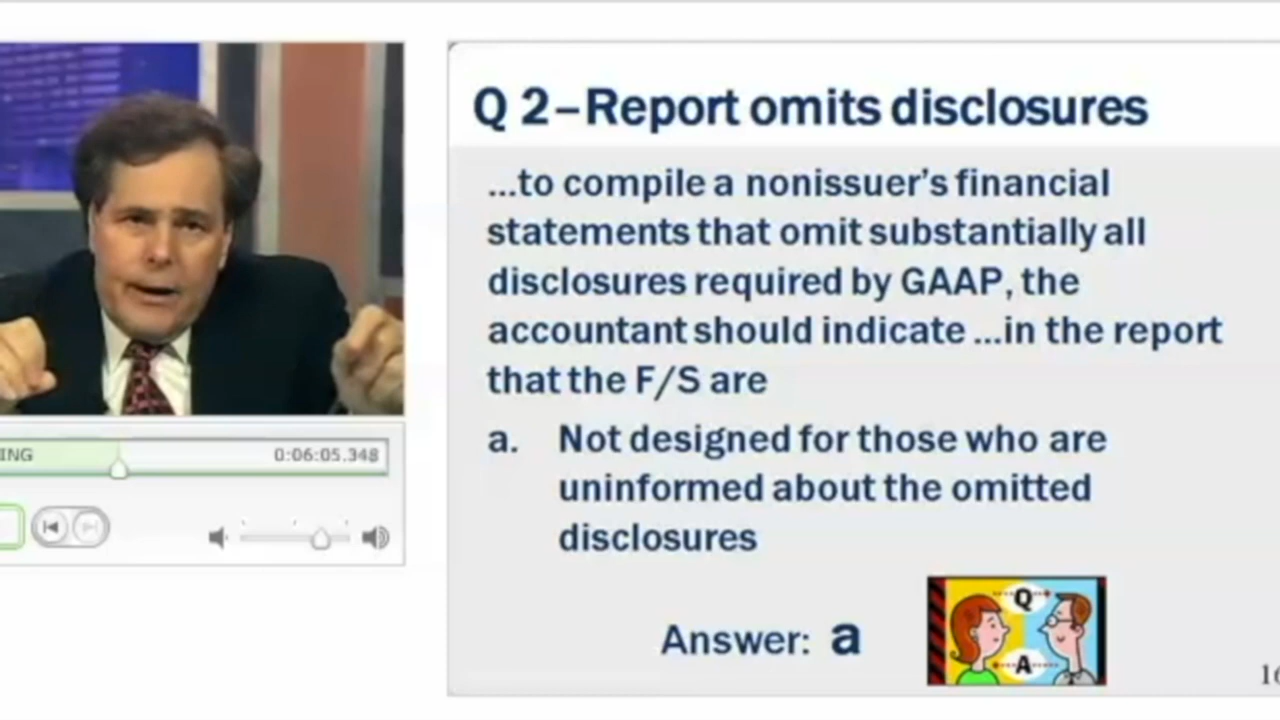 Q 2–Report omits disclosures
...to compile a nonissuer's financial
statements that omit substantially all
disclosures required by GAAP, the
accountant should indicate ...in the report
that the F/S are
a. Not designed for those who are
uninformed about the omitted
disclosures
Answer: a
Q
A
16
ING
0:06:05.348